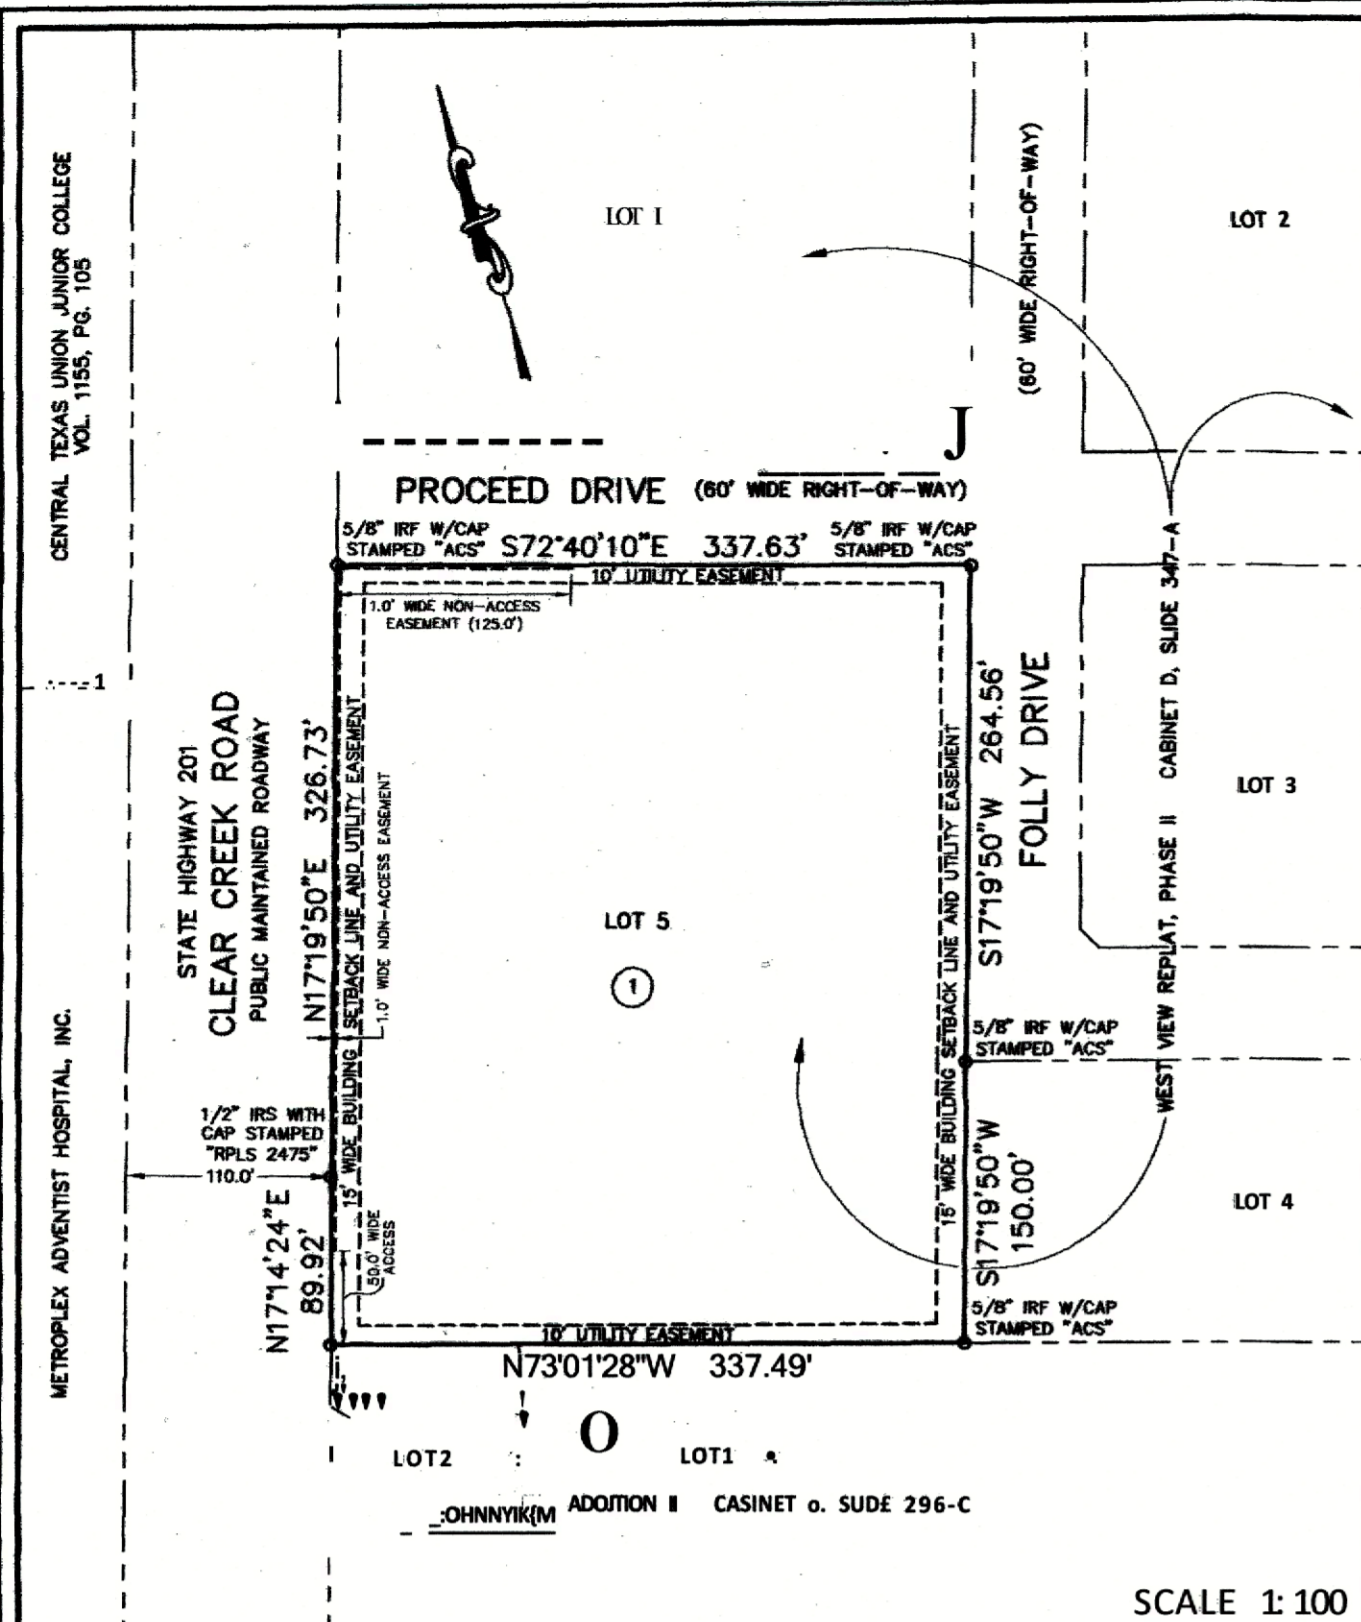 CENTRAL TEXAS UNION JUNIOR COLLEGE
VOL. 1155, PG. 105
LOT I
(60' WIDE RIGHT-OF-WAY)
LOT 2
J
PROCEED DRIVE (60' WIDE RIGHT-OF-WAY)
5/8" IRF W/CAP
STAMPED "ACS"
S72°40'10"E 337.63'
5/8" IRF W/CAP
STAMPED "ACS"
10' UTILITY EASEMENT
1.0' WIDE NON-ACCESS
EASEMENT (125.0')
1
STATE HIGHWAY 201
CLEAR CREEK ROAD
PUBLIC MAINTAINED ROADWAY
N17°19'50"E 326.73'
15' WIDE BUILDING SETBACK LINE AND UTILITY EASEMENT
1.0' WIDE NON-ACCESS EASEMENT
LOT 5
1
15' WIDE BUILDING SETBACK LINE AND UTILITY EASEMENT
S17°19'50"W 264.56'
FOLLY DRIVE
WEST VIEW REPLAT, PHASE II CABINET D, SLIDE 347-A
LOT 3
5/8" IRF W/CAP
STAMPED "ACS"
METROPLEX ADVENTIST HOSPITAL, INC.
1/2" IRS WITH
CAP STAMPED
"RPLS 2475"
110.0'
N17°14'24"E
89.92'
50.0' WIDE
ACCESS
S17°19'50"W
150.00'
LOT 4
5/8" IRF W/CAP
STAMPED "ACS"
10' UTILITY EASEMENT
N73'01'28"W 337.49'
O
LOT2 : LOT1
_:OHNNYIK{M ADOJTION II CASINET o. SUD£ 296-C
SCALE 1:100